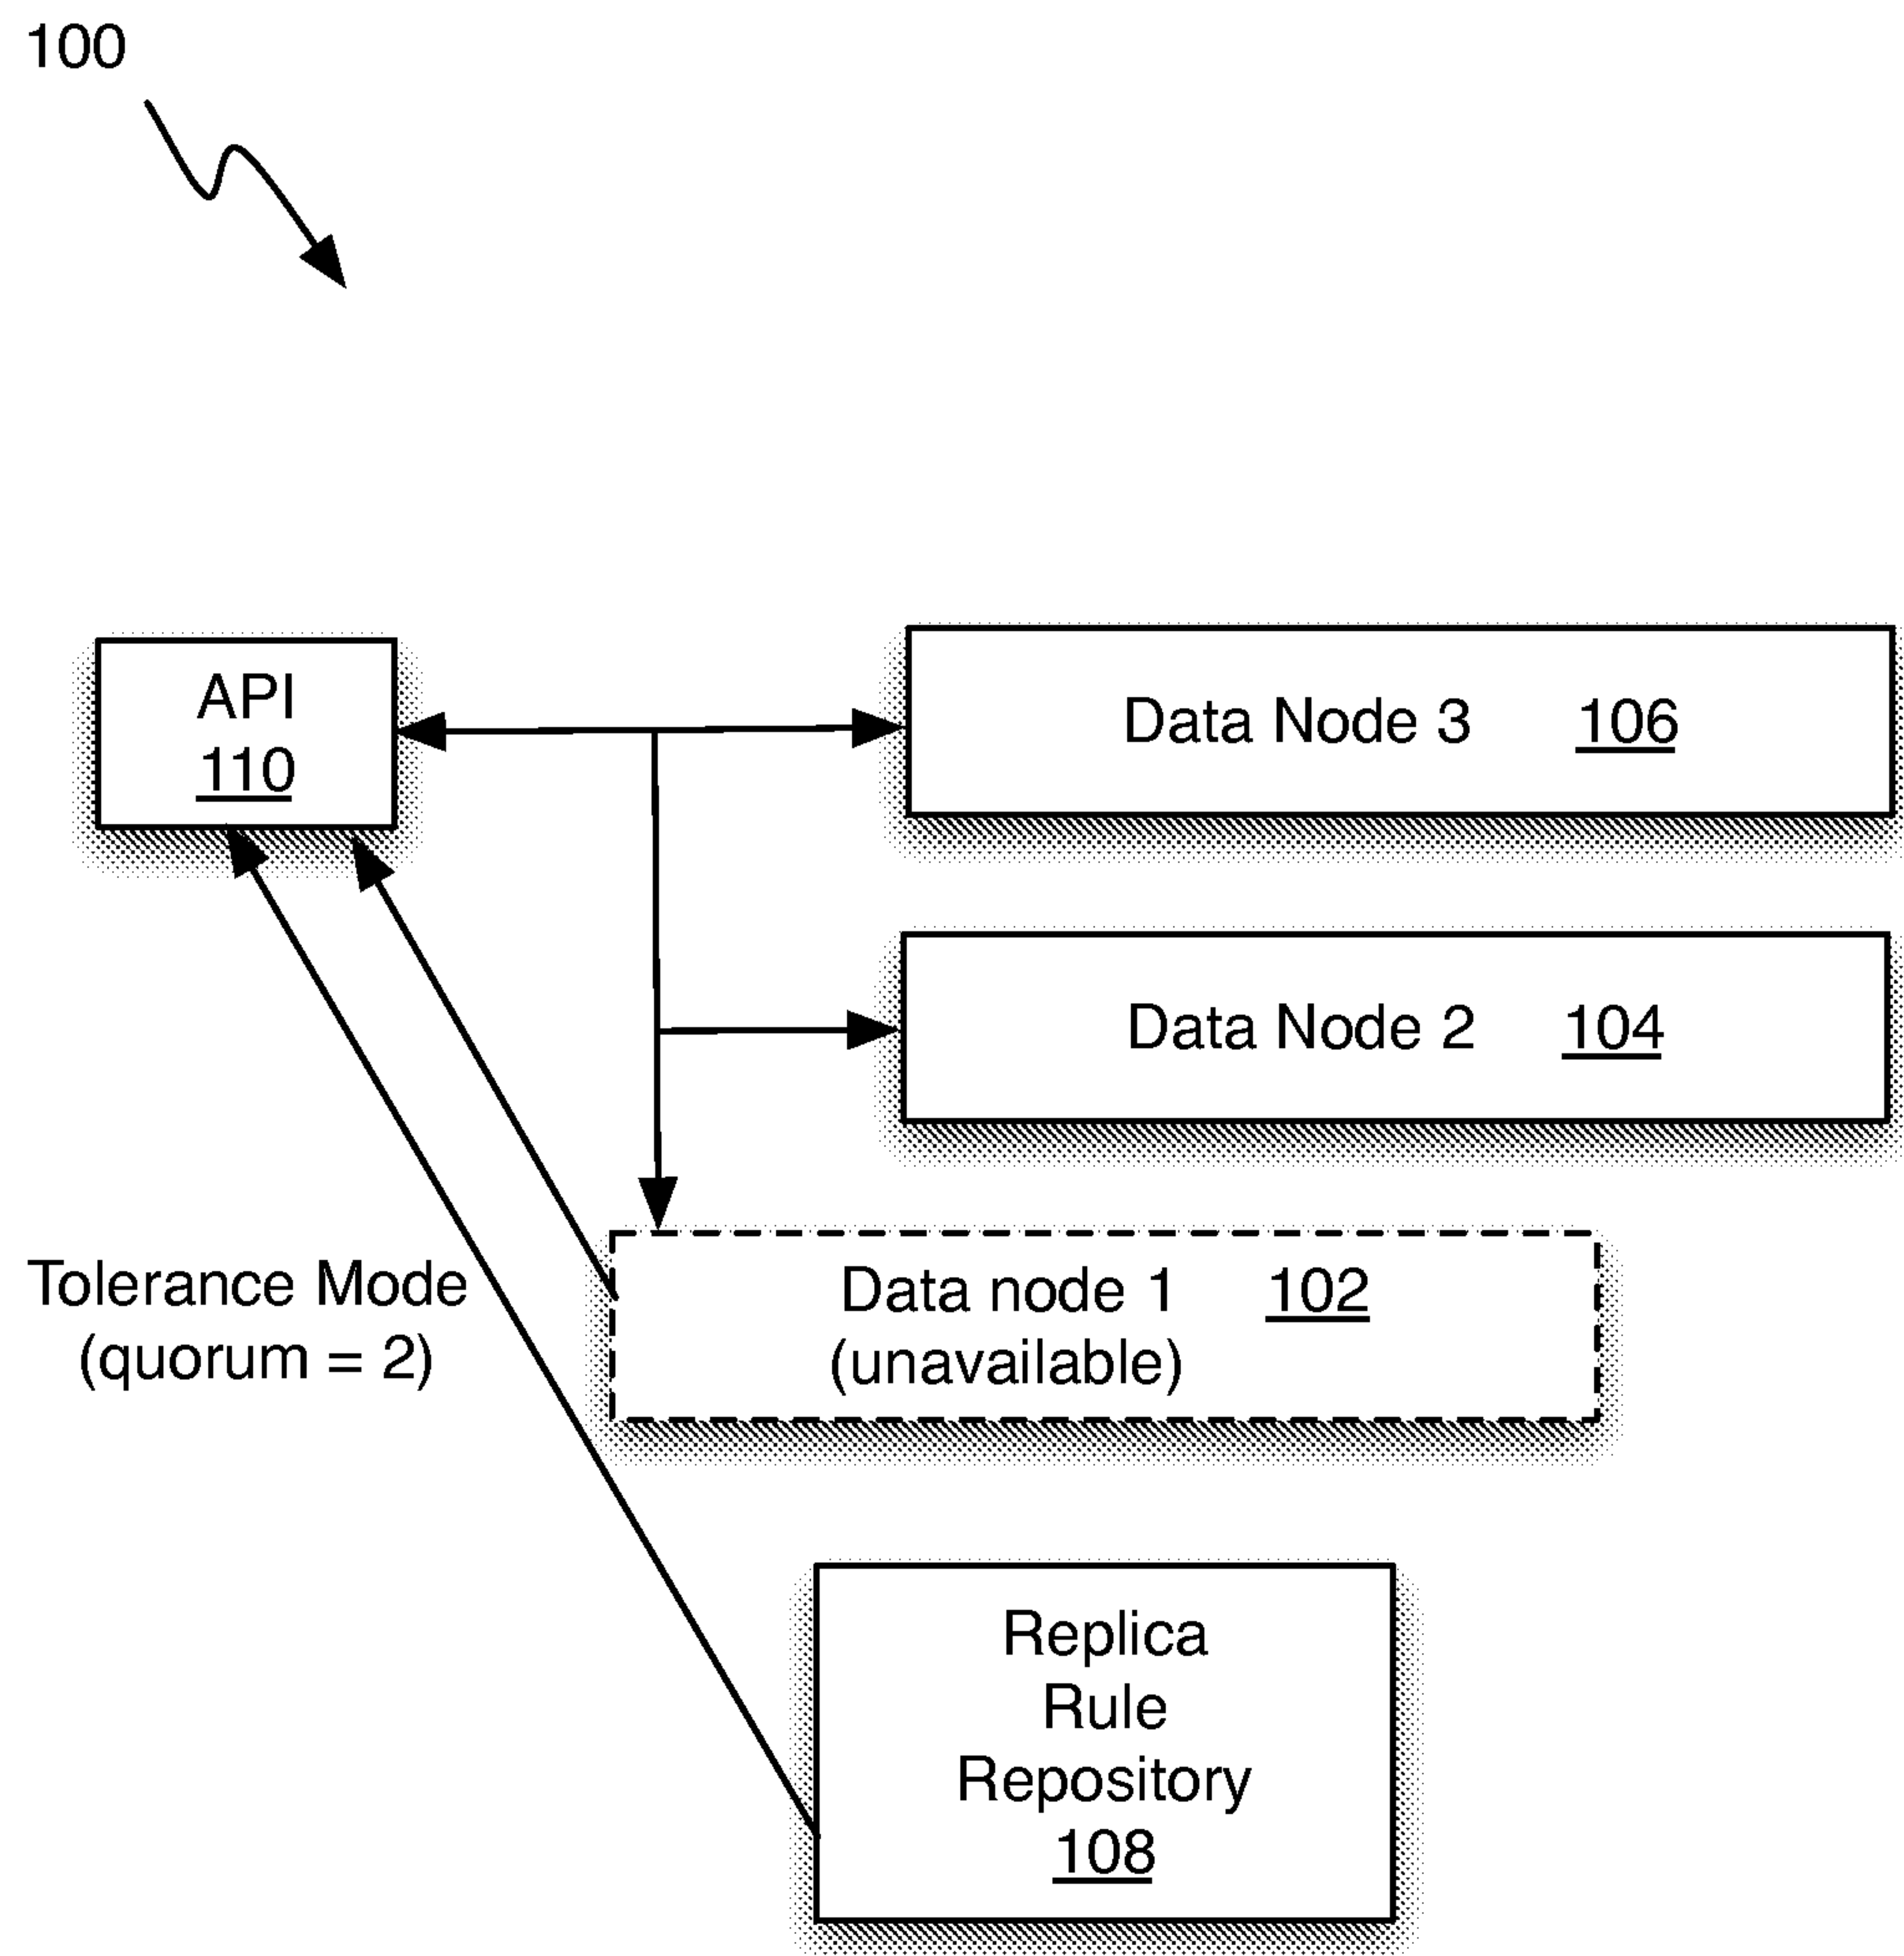 100
API
110
Data Node 3 106
Data Node 2 104
Tolerance Mode
(quorum = 2)
Data node 1 102
(unavailable)
Replica
Rule
Repository
108